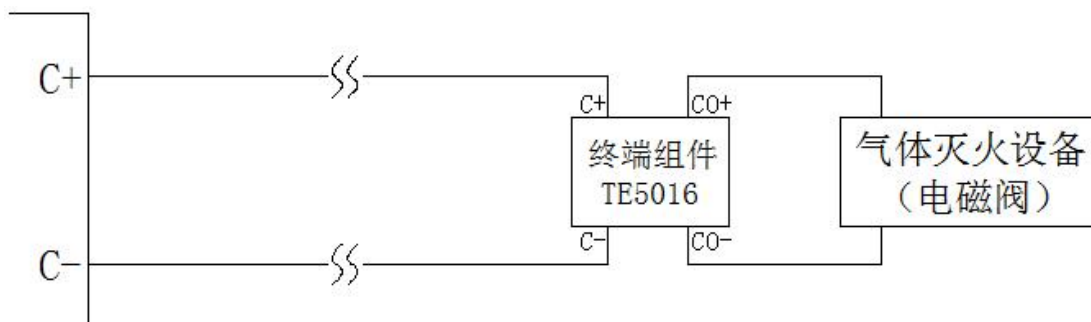 C+
C+ CO+
终端组件
TE5016
C- CO-
气体灭火设备
（电磁阀）
C-